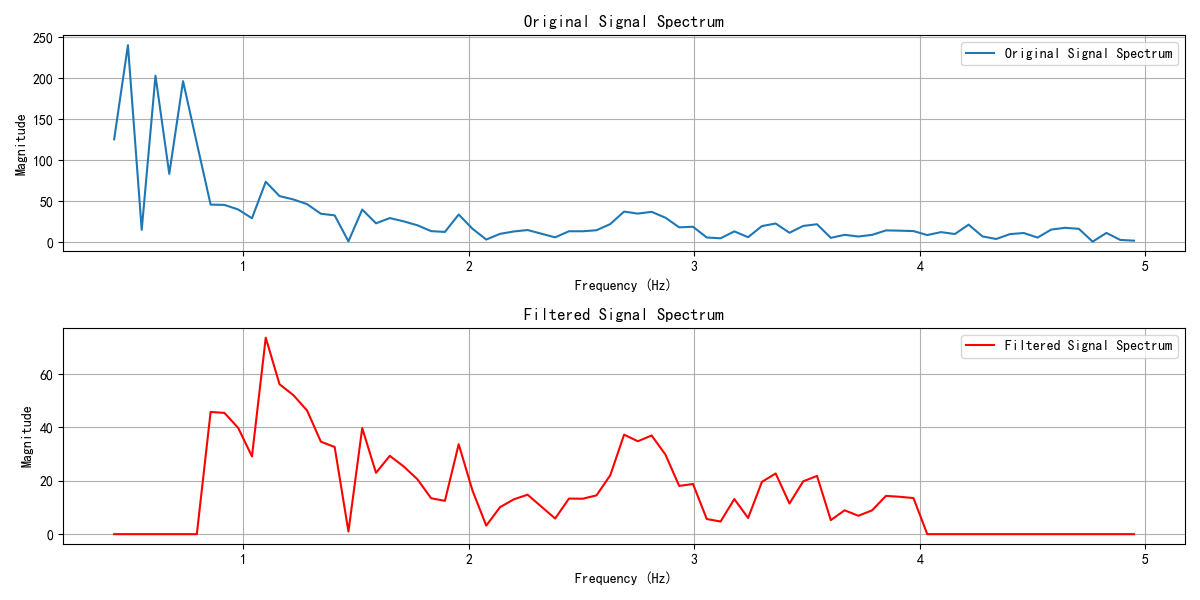 Original Signal Spectrum
250
200
150
100
50
0
Magnitude
Original Signal Spectrum
1 2 3 4 5
Frequency (Hz)
Filtered Signal Spectrum
60
40
20
0
Magnitude
Filtered Signal Spectrum
1 2 3 4 5
Frequency (Hz)